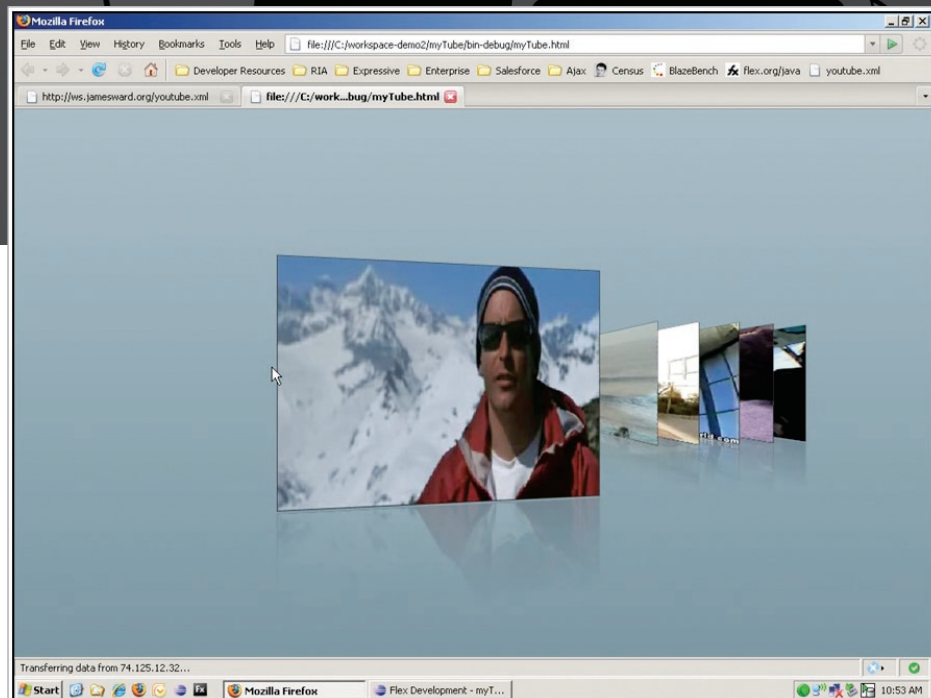 Mozilla Firefox
File Edit View History Bookmarks Tools Help file:///C:/workspace-demo2/myTube/bin-debug/myTube.html
Developer Resources RIA Expressive Enterprise Salesforce Ajax Census BlazeBench fx flex.org/java youtube.xml
http://ws.jamesward.org/youtube.xml file:///C:/work...bug/myTube.html
Transferring data from 74.125.12.32...
Start Fx Mozilla Firefox Flex Development - myT... 10:53 AM